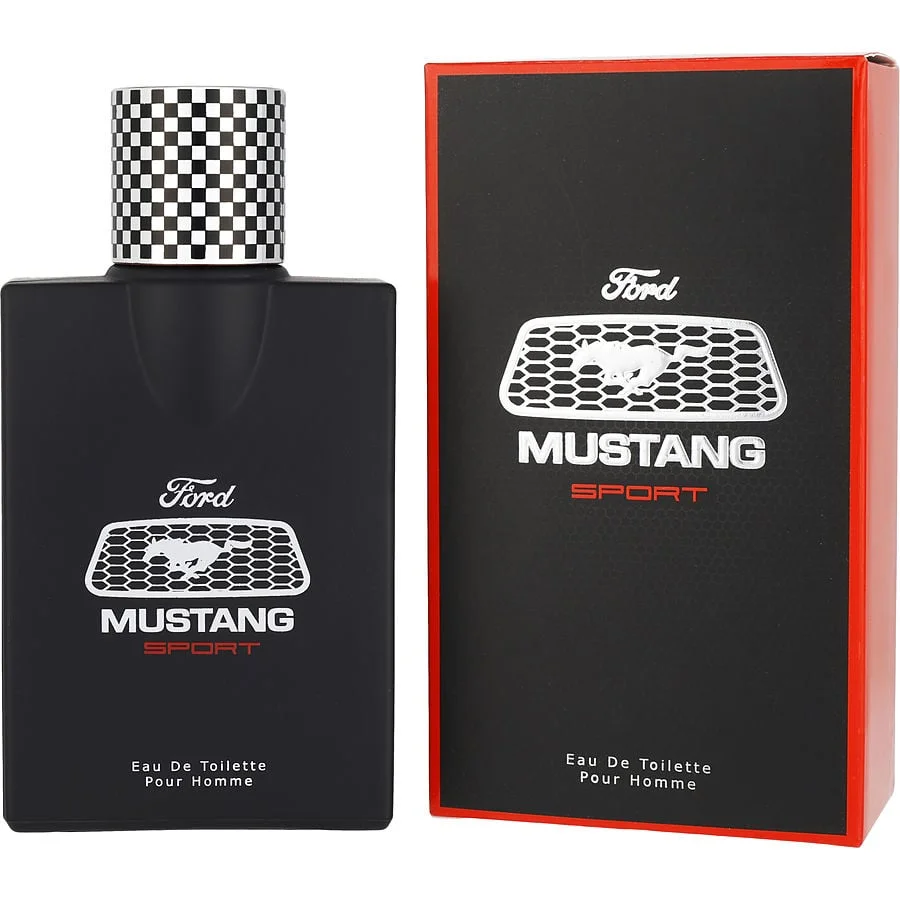 Ford
MUSTANG
SPORT
Eau De Toilette
Pour Homme
Ford
MUSTANG
SPORT
Eau De Toilette
Pour Homme